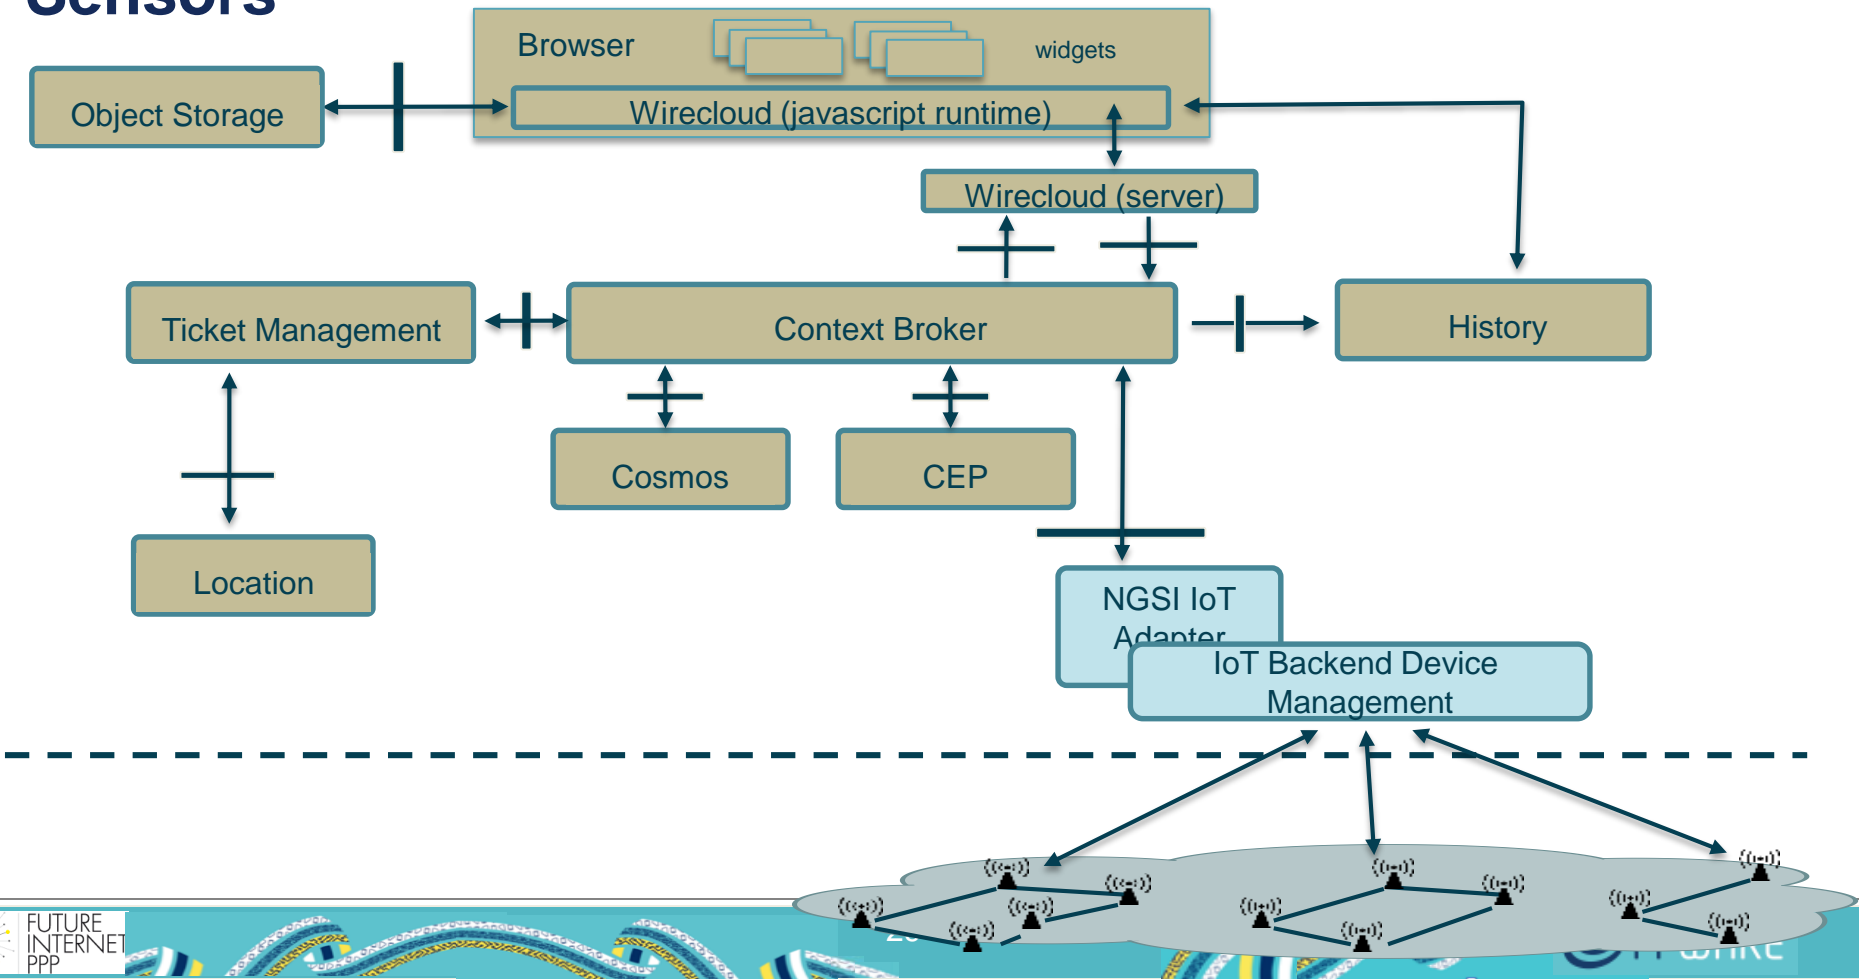 Sensors
Browser
widgets
Object Storage
Wirecloud (javascript runtime)
Wirecloud (server)
Ticket Management
Context Broker
History
Cosmos
CEP
Location
NGSI IoT
Adapter
IoT Backend Device
Management
FUTURE
INTERNET
PPP